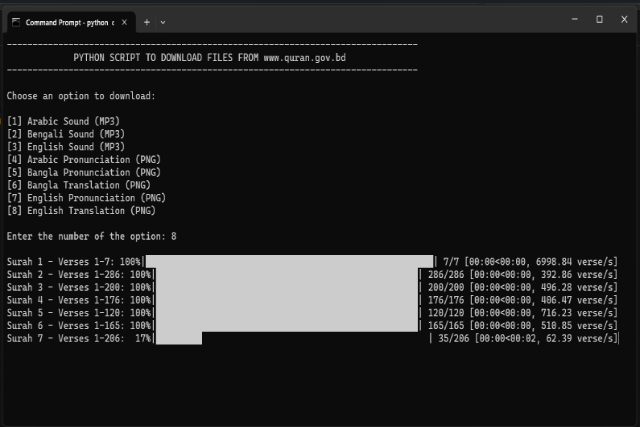 Command Prompt - python c
--------------------------------------------------------------------------------
PYTHON SCRIPT TO DOWNLOAD FILES FROM www.quran.gov.bd
--------------------------------------------------------------------------------
Choose an option to download:
[1] Arabic Sound (MP3)
[2] Bengali Sound (MP3)
[3] English Sound (MP3)
[4] Arabic Pronunciation (PNG)
[5] Bangla Pronunciation (PNG)
[6] Bangla Translation (PNG)
[7] English Pronunciation (PNG)
[8] English Translation (PNG)
Enter the number of the option: 8
Surah 1 - Verses 1-7: 100%| | 7/7 [00:00<00:00, 6998.84 verse/s]
Surah 2 - Verses 1-286: 100%| | 286/286 [00:00<00:00, 392.86 verse/s]
Surah 3 - Verses 1-200: 100%| | 200/200 [00:00<00:00, 496.28 verse/s]
Surah 4 - Verses 1-176: 100%| | 176/176 [00:00<00:00, 406.47 verse/s]
Surah 5 - Verses 1-120: 100%| | 120/120 [00:00<00:00, 716.23 verse/s]
Surah 6 - Verses 1-165: 100%| | 165/165 [00:00<00:00, 510.85 verse/s]
Surah 7 - Verses 1-206: 17%| | 35/206 [00:00<00:02, 62.39 verse/s]